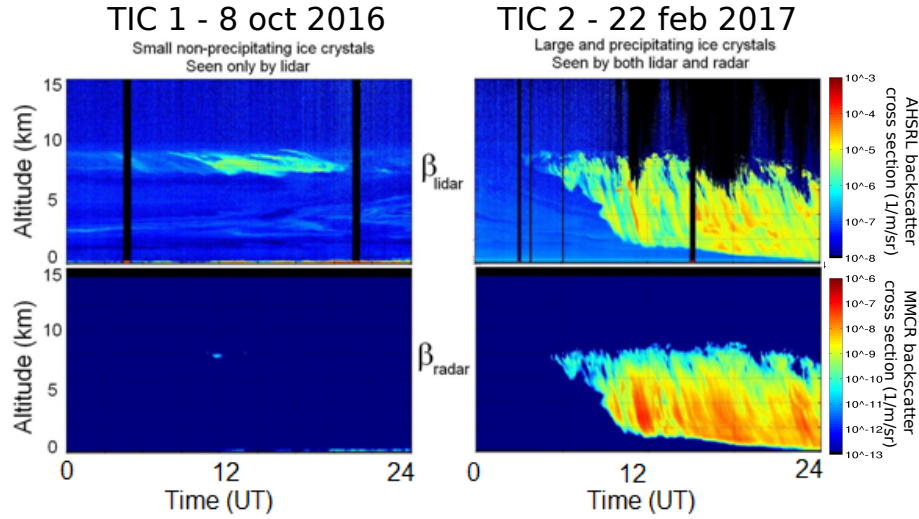 TIC 1 - 8 oct 2016
Small non-precipitating ice crystals
Seen only by lidar
TIC 2 - 22 feb 2017
Large and precipitating ice crystals
Seen by both lidar and radar
Altitude (km)
15
10
5
0
β lidar
10^-3
10^-4
10^-5
10^-6
10^-7
10^-8
AHSRL backscatter
cross section (1/m/sr)
Altitude (km)
15
10
5
0
β radar
10^-6
10^-7
10^-8
10^-9
10^-10
10^-11
10^-12
10^-13
MMCR backscatter
cross section (1/m/sr)
0
12
24
Time (UT)
0
12
24
Time (UT)